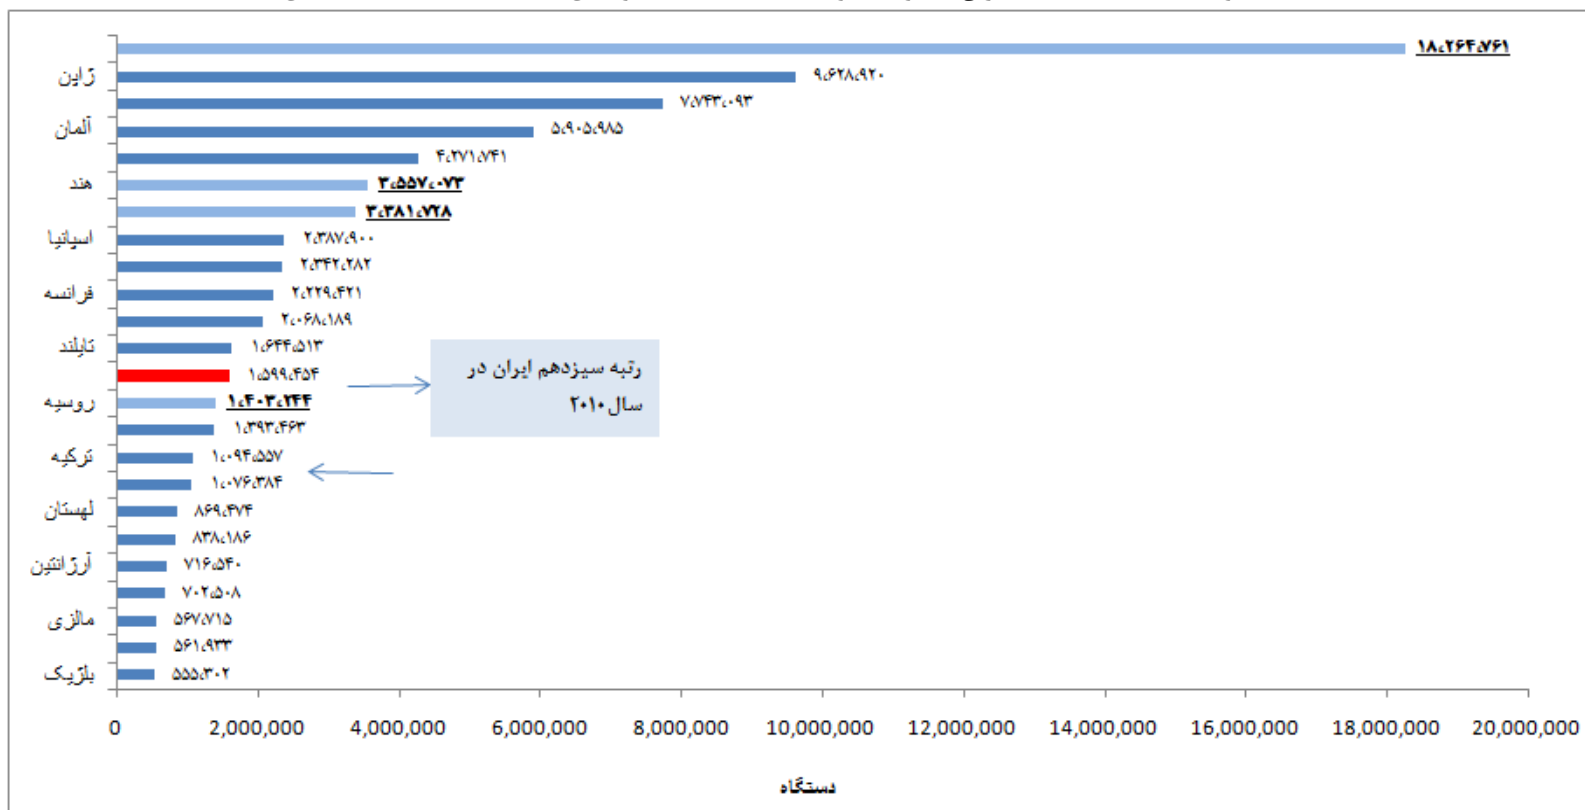 ۱۸،۲۶۴،۷۶۱
ژاپن ۹،۶۲۸،۹۲۰
۷،۷۴۳،۰۹۳
آلمان ۵،۹۰۵،۹۸۵
۴،۲۷۱،۷۴۱
هند ۳،۵۵۷،۰۷۳
۳،۳۸۱،۷۲۸
اسپانیا ۲،۳۸۷،۹۰۰
۲،۳۴۲،۲۸۲
فرانسه ۲،۲۲۹،۴۲۱
۲،۰۶۸،۱۸۹
تایلند ۱،۶۴۴،۵۱۳
۱،۵۹۹،۴۵۴
رتبه سیزدهم ایران در
سال ۲۰۱۰
روسیه ۱،۴۰۳،۲۴۴
۱،۳۹۳،۴۶۳
ترکیه ۱،۰۹۴،۵۵۷
۱،۰۷۶،۳۸۴
لهستان ۸۶۹،۴۷۴
۸۳۸،۱۸۶
آرژانتین ۷۱۶،۵۴۰
۷۰۲،۵۰۸
مالزی ۵۶۷،۷۱۵
۵۶۱،۹۳۳
بلژیک ۵۵۵،۳۰۲
0 2,000,000 4,000,000 6,000,000 8,000,000 10,000,000 12,000,000 14,000,000 16,000,000 18,000,000 20,000,000
دستگاه